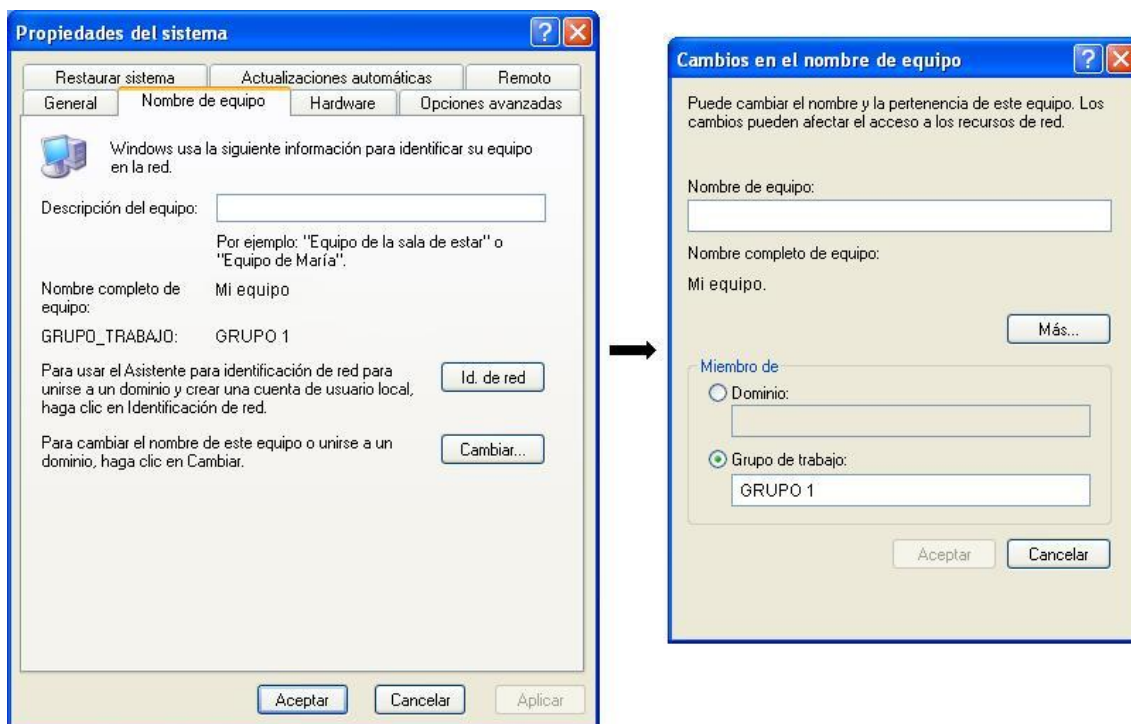 Propiedades del sistema
Restaurar sistema
Actualizaciones automáticas
Remoto
General
Nombre de equipo
Hardware
Opciones avanzadas
Windows usa la siguiente información para identificar su equipo
en la red.
Descripción del equipo:
Por ejemplo: "Equipo de la sala de estar" o
"Equipo de María".
Nombre completo de
equipo:
Mi equipo
GRUPO_TRABAJO:
GRUPO 1
Para usar el Asistente para identificación de red para
unirse a un dominio y crear una cuenta de usuario local,
haga clic en Identificación de red.
Id. de red
Para cambiar el nombre de este equipo o unirse a un
dominio, haga clic en Cambiar.
Cambiar...
Aceptar
Cancelar
Aplicar
Cambios en el nombre de equipo
Puede cambiar el nombre y la pertenencia de este equipo. Los
cambios pueden afectar el acceso a los recursos de red.
Nombre de equipo:
Nombre completo de equipo:
Mi equipo.
Más...
Miembro de
Dominio:
Grupo de trabajo:
GRUPO 1
Aceptar
Cancelar